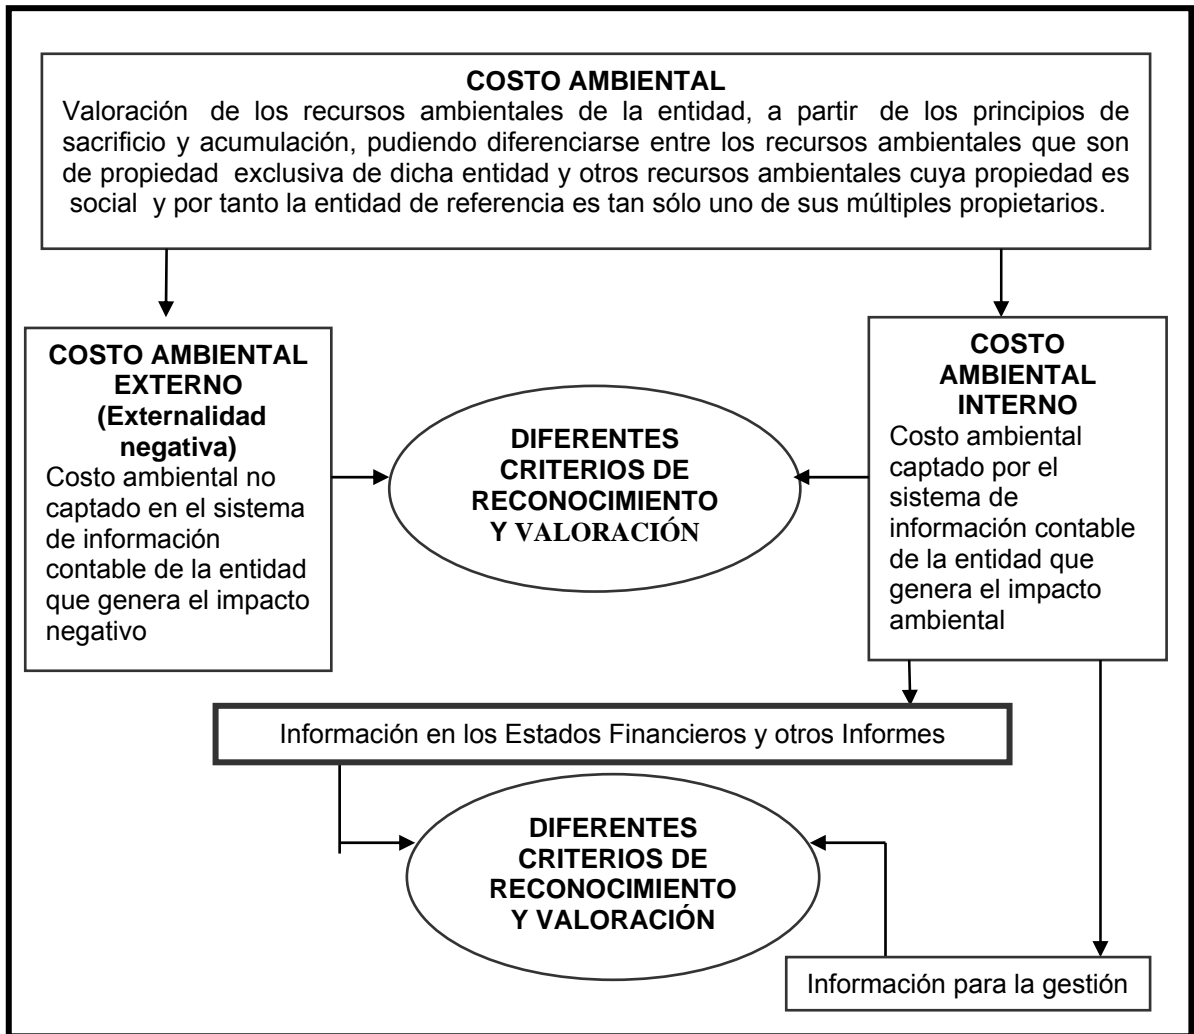 COSTO AMBIENTAL
Valoración de los recursos ambientales de la entidad, a partir de los principios de
sacrificio y acumulación, pudiendo diferenciarse entre los recursos ambientales que son
de propiedad exclusiva de dicha entidad y otros recursos ambientales cuya propiedad es
social y por tanto la entidad de referencia es tan sólo uno de sus múltiples propietarios.
COSTO AMBIENTAL
EXTERNO
(Externalidad
negativa)
Costo ambiental no
captado en el sistema
de información
contable de la entidad
que genera el impacto
negativo
DIFERENTES
CRITERIOS DE
RECONOCIMIENTO
Y VALORACIÓN
COSTO
AMBIENTAL
INTERNO
Costo ambiental
captado por el
sistema de
información contable
de la entidad que
genera el impacto
ambiental
Información en los Estados Financieros y otros Informes
DIFERENTES
CRITERIOS DE
RECONOCIMIENTO
Y VALORACIÓN
Información para la gestión